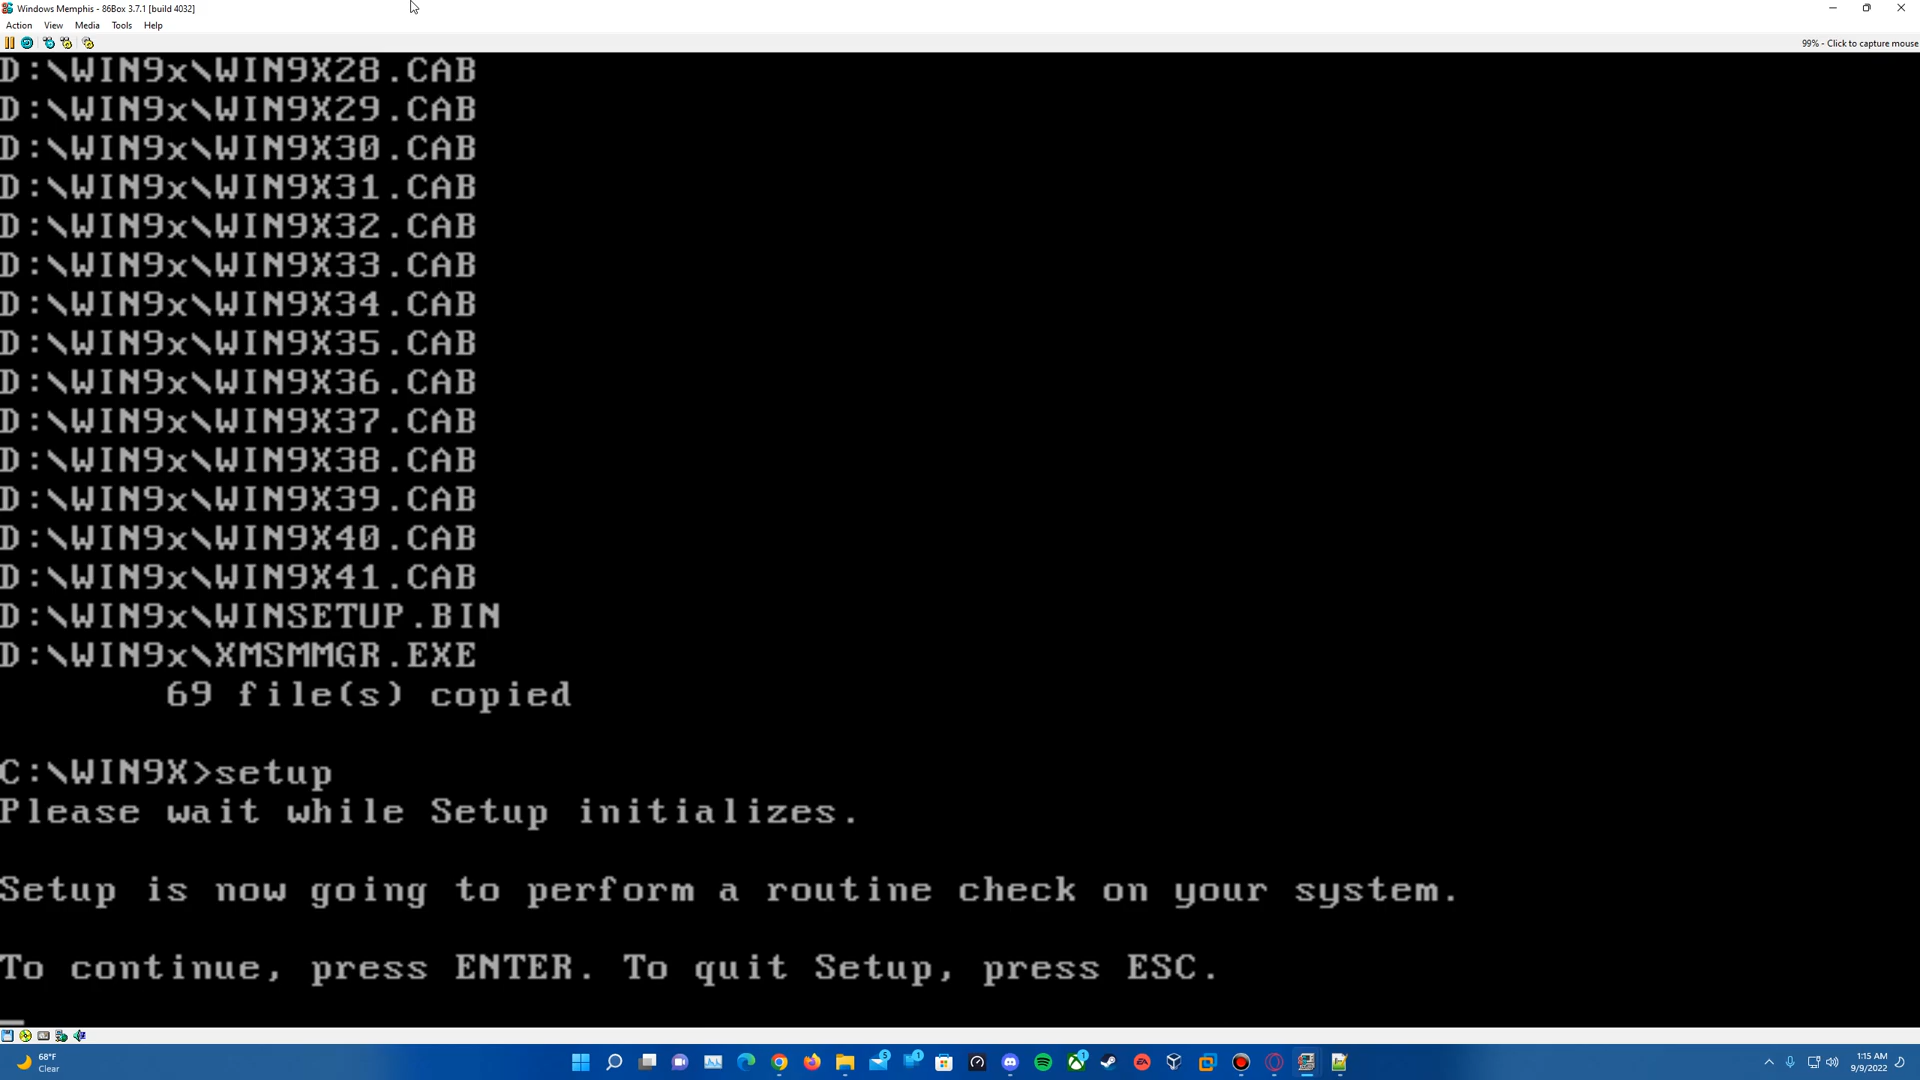 Windows Memphis - 86Box 3.7.1 [build 4032]
Action View Media Tools Help
99% - Click to capture mouse
D:\WIN9x\WIN9X28.CAB
D:\WIN9x\WIN9X29.CAB
D:\WIN9x\WIN9X30.CAB
D:\WIN9x\WIN9X31.CAB
D:\WIN9x\WIN9X32.CAB
D:\WIN9x\WIN9X33.CAB
D:\WIN9x\WIN9X34.CAB
D:\WIN9x\WIN9X35.CAB
D:\WIN9x\WIN9X36.CAB
D:\WIN9x\WIN9X37.CAB
D:\WIN9x\WIN9X38.CAB
D:\WIN9x\WIN9X39.CAB
D:\WIN9x\WIN9X40.CAB
D:\WIN9x\WIN9X41.CAB
D:\WIN9x\WINSETUP.BIN
D:\WIN9x\XMSMMGR.EXE
69 file(s) copied
C:\WIN9X>setup
Please wait while Setup initializes.
Setup is now going to perform a routine check on your system.
To continue, press ENTER. To quit Setup, press ESC.
68°F
Clear
5
1
1
1:15 AM
9/9/2022